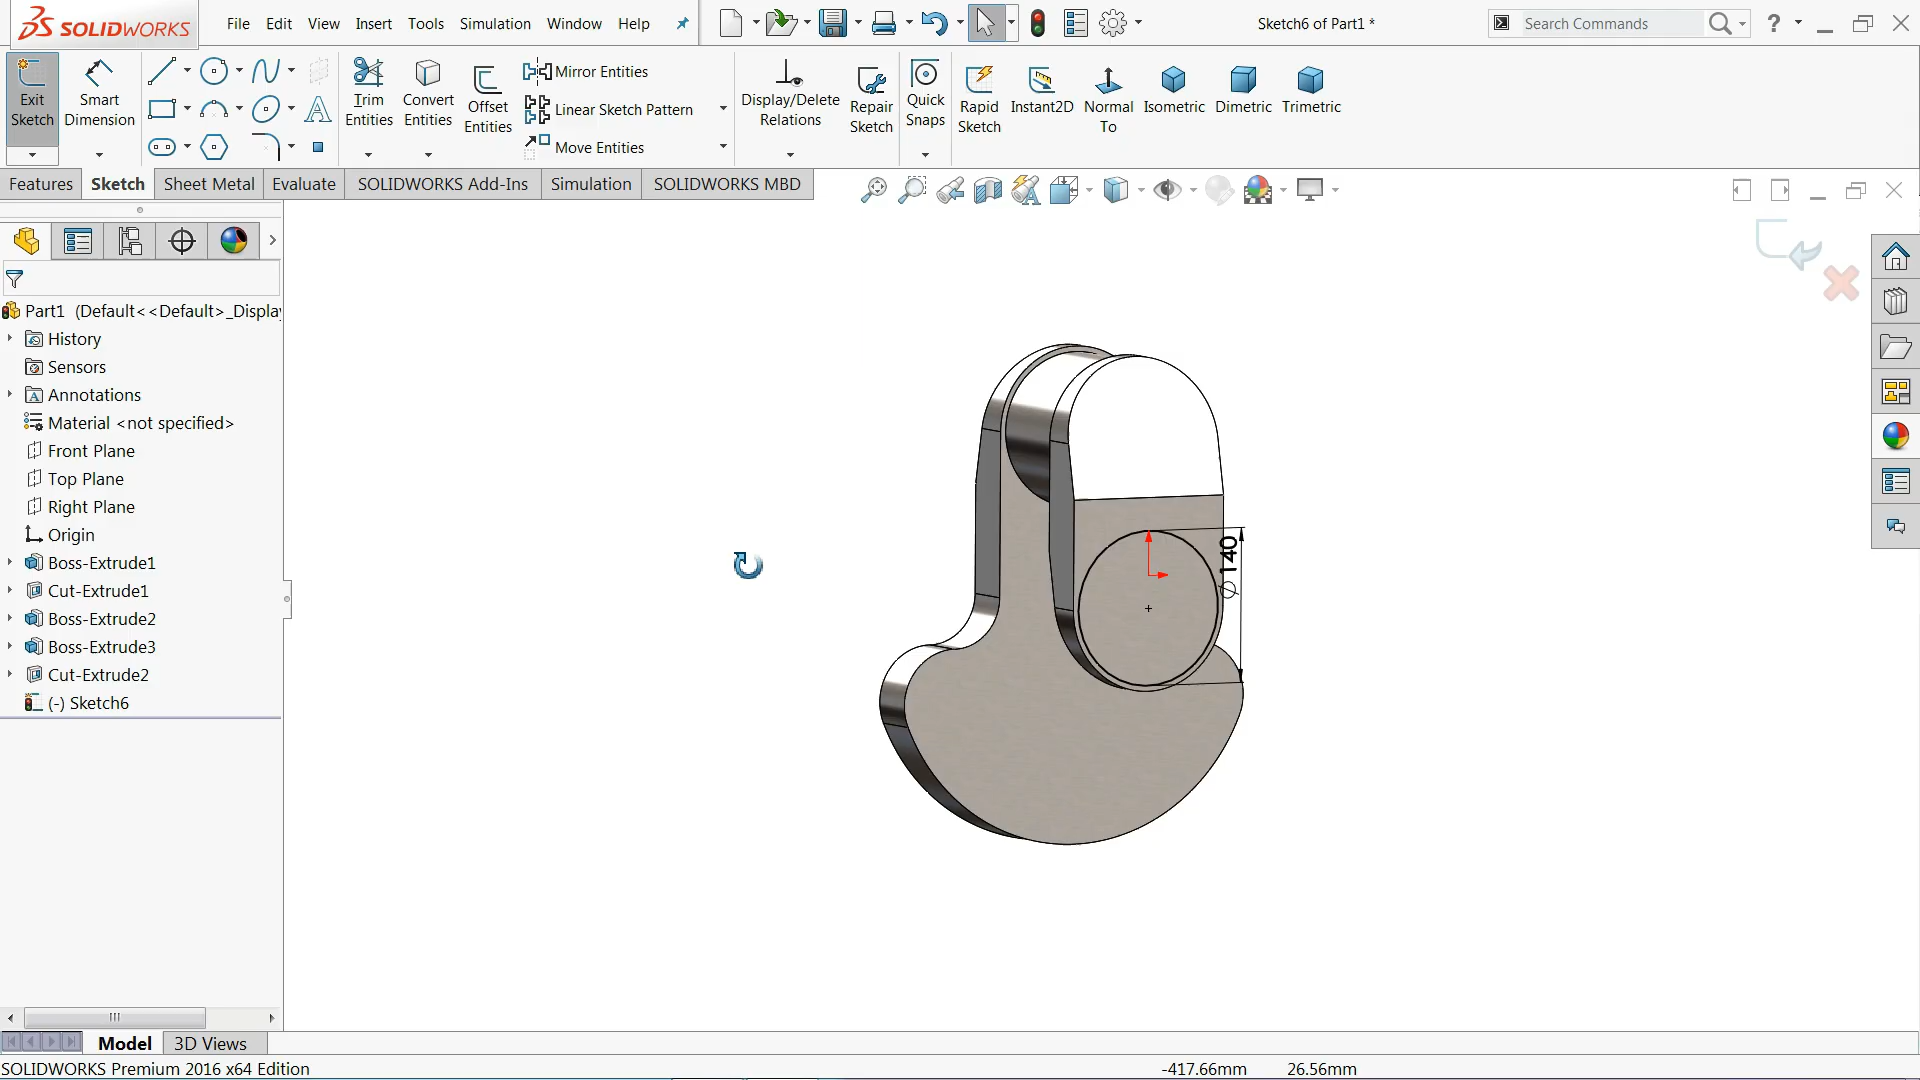 SOLIDWORKS File Edit View Insert Tools Simulation Window Help Sketch6 of Part1 * Search Commands ?
Exit Sketch
Smart Dimension
Trim Entities
Convert Entities
Offset Entities
Mirror Entities
Linear Sketch Pattern
Move Entities
Display/Delete Relations
Repair Sketch
Quick Snaps
Rapid Sketch
Instant2D
Normal To
Isometric
Dimetric
Trimetric
Features Sketch Sheet Metal Evaluate SOLIDWORKS Add-Ins Simulation SOLIDWORKS MBD
Part1 (Default<<Default>_Displa
History
Sensors
Annotations
Material <not specified>
Front Plane
Top Plane
Right Plane
Origin
Boss-Extrude1
Cut-Extrude1
Boss-Extrude2
Boss-Extrude3
Cut-Extrude2
(-) Sketch6
∅ 140
Model 3D Views
SOLIDWORKS Premium 2016 x64 Edition -417.66mm 26.56mm